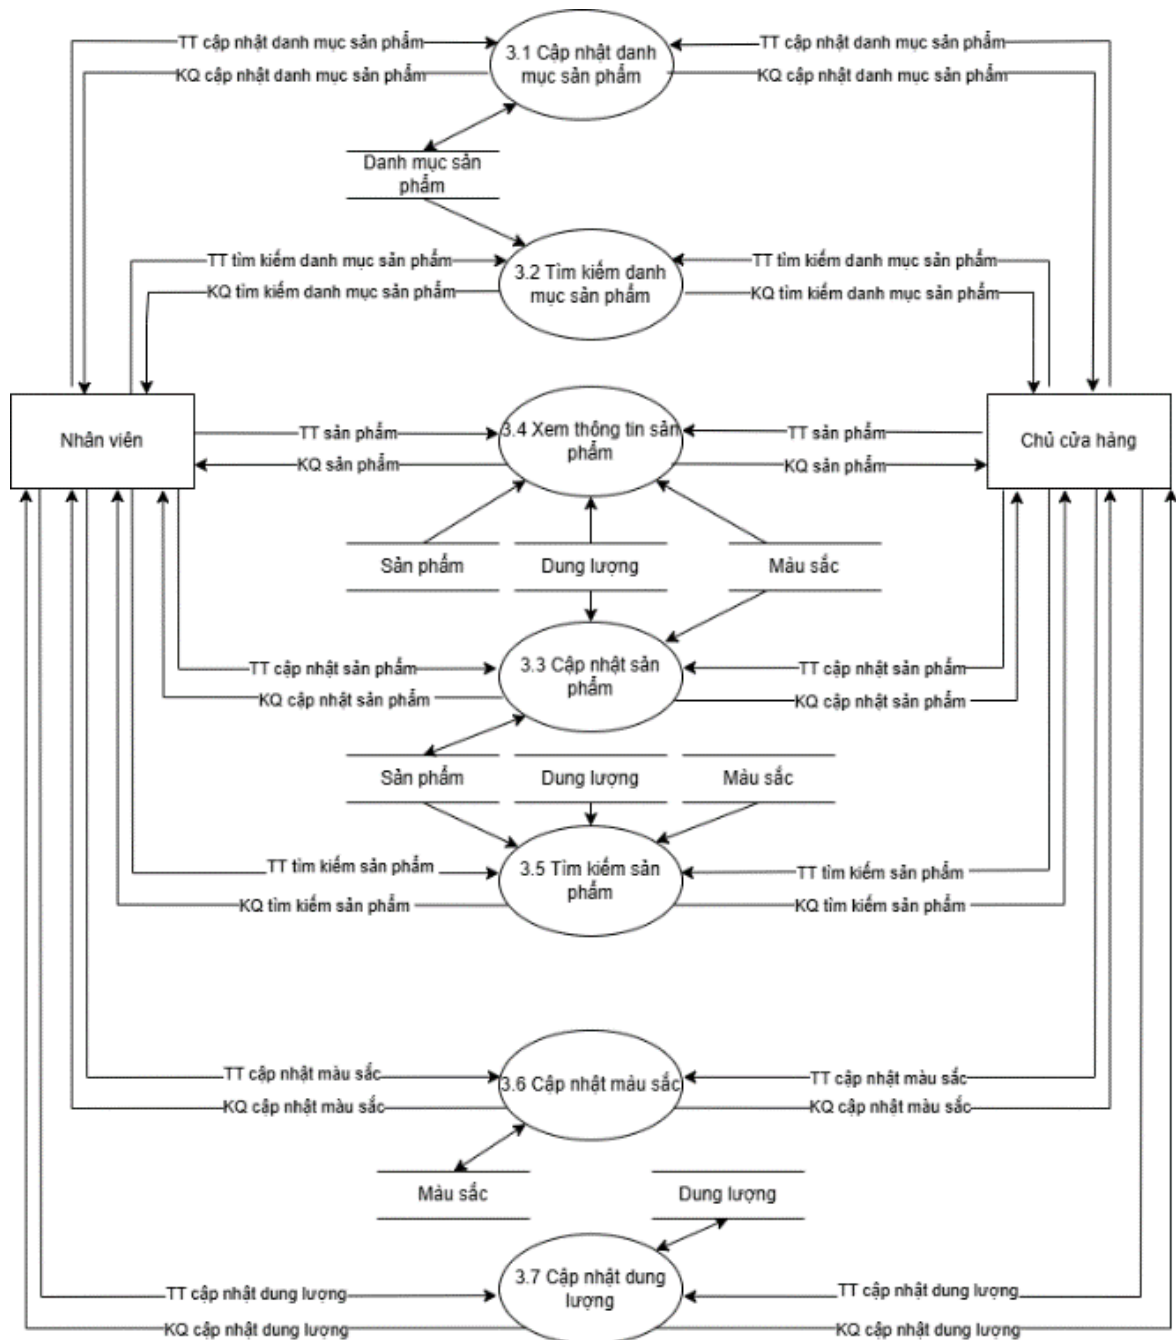 TT cập nhật danh mục sản phẩm
3.1 Cập nhật danh
mục sản phẩm
TT cập nhật danh mục sản phẩm
KQ cập nhật danh mục sản phẩm
KQ cập nhật danh mục sản phẩm
Danh mục sản
phẩm
TT tìm kiếm danh mục sản phẩm
3.2 Tìm kiếm danh
mục sản phẩm
TT tìm kiếm danh mục sản phẩm
KQ tìm kiếm danh mục sản phẩm
KQ tìm kiếm danh mục sản phẩm
Nhân viên
TT sản phẩm
3.4 Xem thông tin sản
phẩm
TT sản phẩm
Chủ cửa hàng
KQ sản phẩm
KQ sản phẩm
Sản phẩm
Dung lượng
Màu sắc
TT cập nhật sản phẩm
3.3 Cập nhật sản
phẩm
TT cập nhật sản phẩm
KQ cập nhật sản phẩm
KQ cập nhật sản phẩm
Sản phẩm
Dung lượng
Màu sắc
TT tìm kiếm sản phẩm
3.5 Tìm kiếm sản
phẩm
TT tìm kiếm sản phẩm
KQ tìm kiếm sản phẩm
KQ tìm kiếm sản phẩm
TT cập nhật màu sắc
3.6 Cập nhật màu sắc
TT cập nhật màu sắc
KQ cập nhật màu sắc
KQ cập nhật màu sắc
Màu sắc
Dung lượng
TT cập nhật dung lượng
3.7 Cập nhật dung
lượng
TT cập nhật dung lượng
KQ cập nhật dung lượng
KQ cập nhật dung lượng